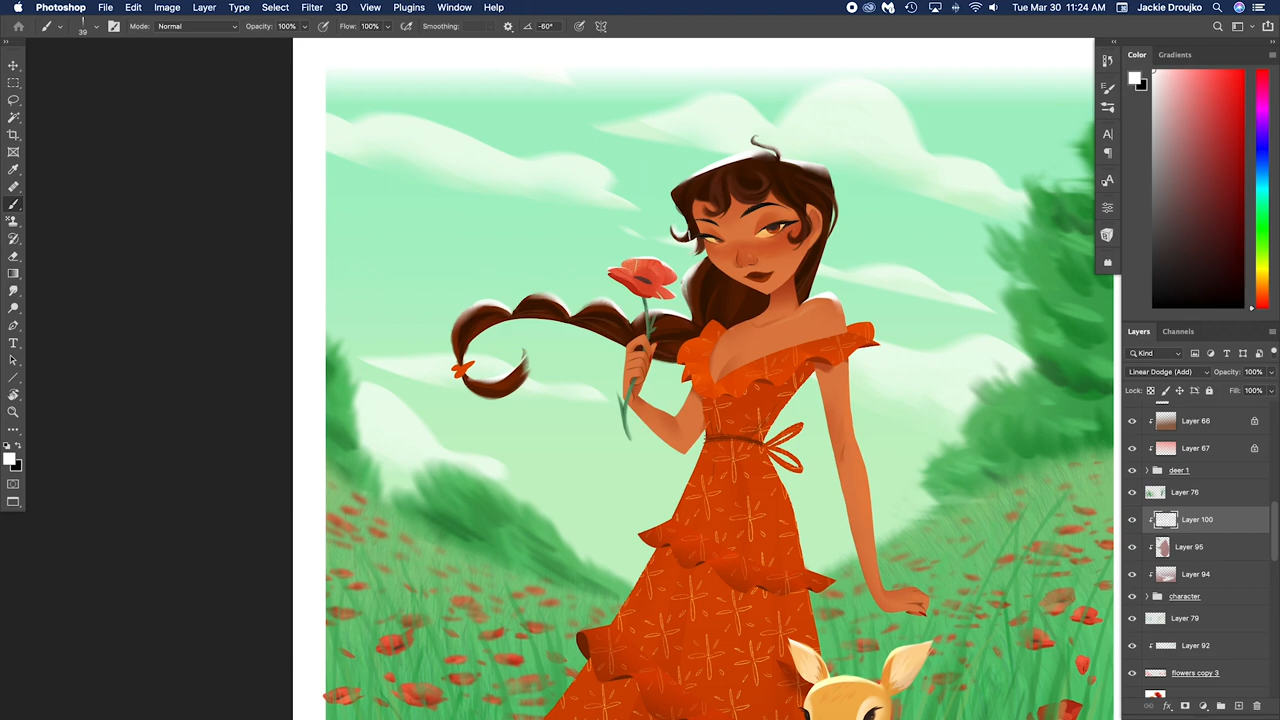 Photoshop File Edit Image Layer Type Select Filter 3D View Plugins Window Help Tue Mar 30 11:24 AM Jackie Droujko
39 Mode: Normal Opacity: 100% Flow: 100% Smoothing: -60°
Color Gradients
Layers Channels
Kind
Linear Dodge (Add) Opacity: 100%
Lock: Fill: 100%
Layer 66
Layer 67
deer 1
Layer 76
Layer 100
Layer 95
Layer 94
character
Layer 79
Layer 92
flowers copy 3